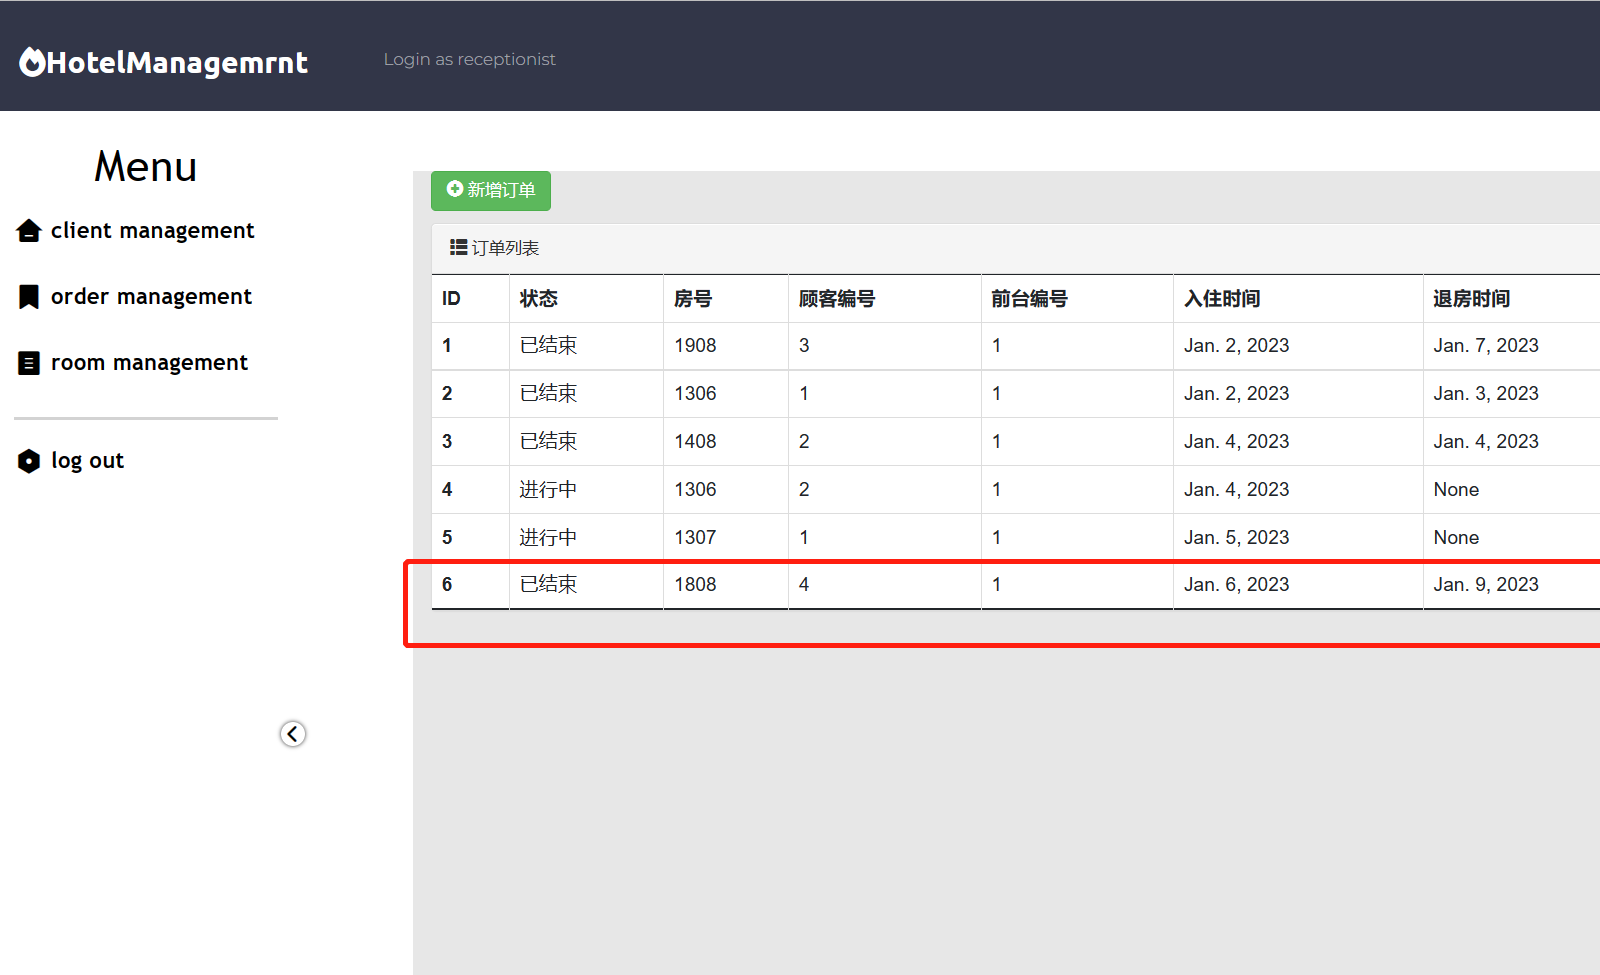 HotelManagemrnt
Login as receptionist
Menu
client management
order management
room management
log out
新增订单
订单列表
ID 状态 房号 顾客编号 前台编号 入住时间 退房时间
1 已结束 1908 3 1 Jan. 2, 2023 Jan. 7, 2023
2 已结束 1306 1 1 Jan. 2, 2023 Jan. 3, 2023
3 已结束 1408 2 1 Jan. 4, 2023 Jan. 4, 2023
4 进行中 1306 2 1 Jan. 4, 2023 None
5 进行中 1307 1 1 Jan. 5, 2023 None
6 已结束 1808 4 1 Jan. 6, 2023 Jan. 9, 2023